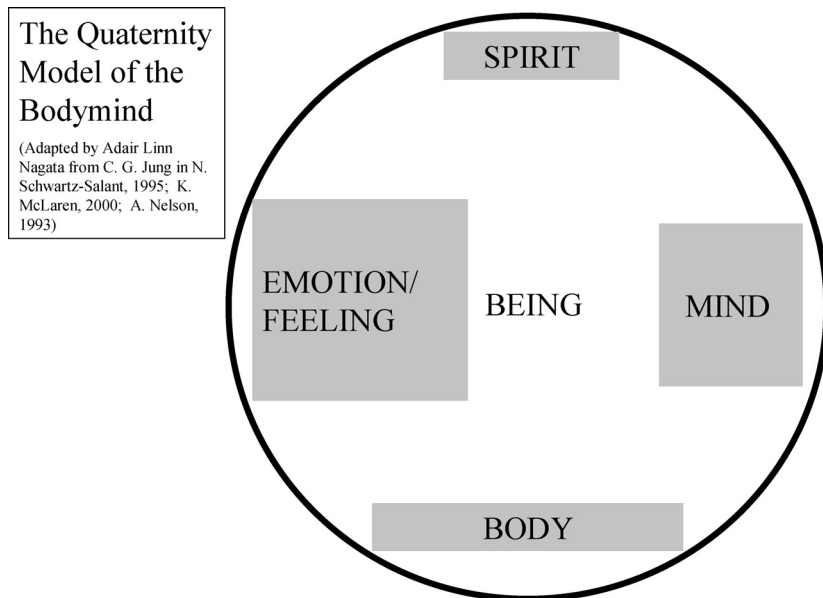 The Quaternity
Model of the
Bodymind
(Adapted by Adair Linn
Nagata from C. G. Jung in N.
Schwartz-Salant, 1995; K.
McLaren, 2000; A. Nelson,
1993)
SPIRIT
EMOTION/
FEELING
BEING
MIND
BODY